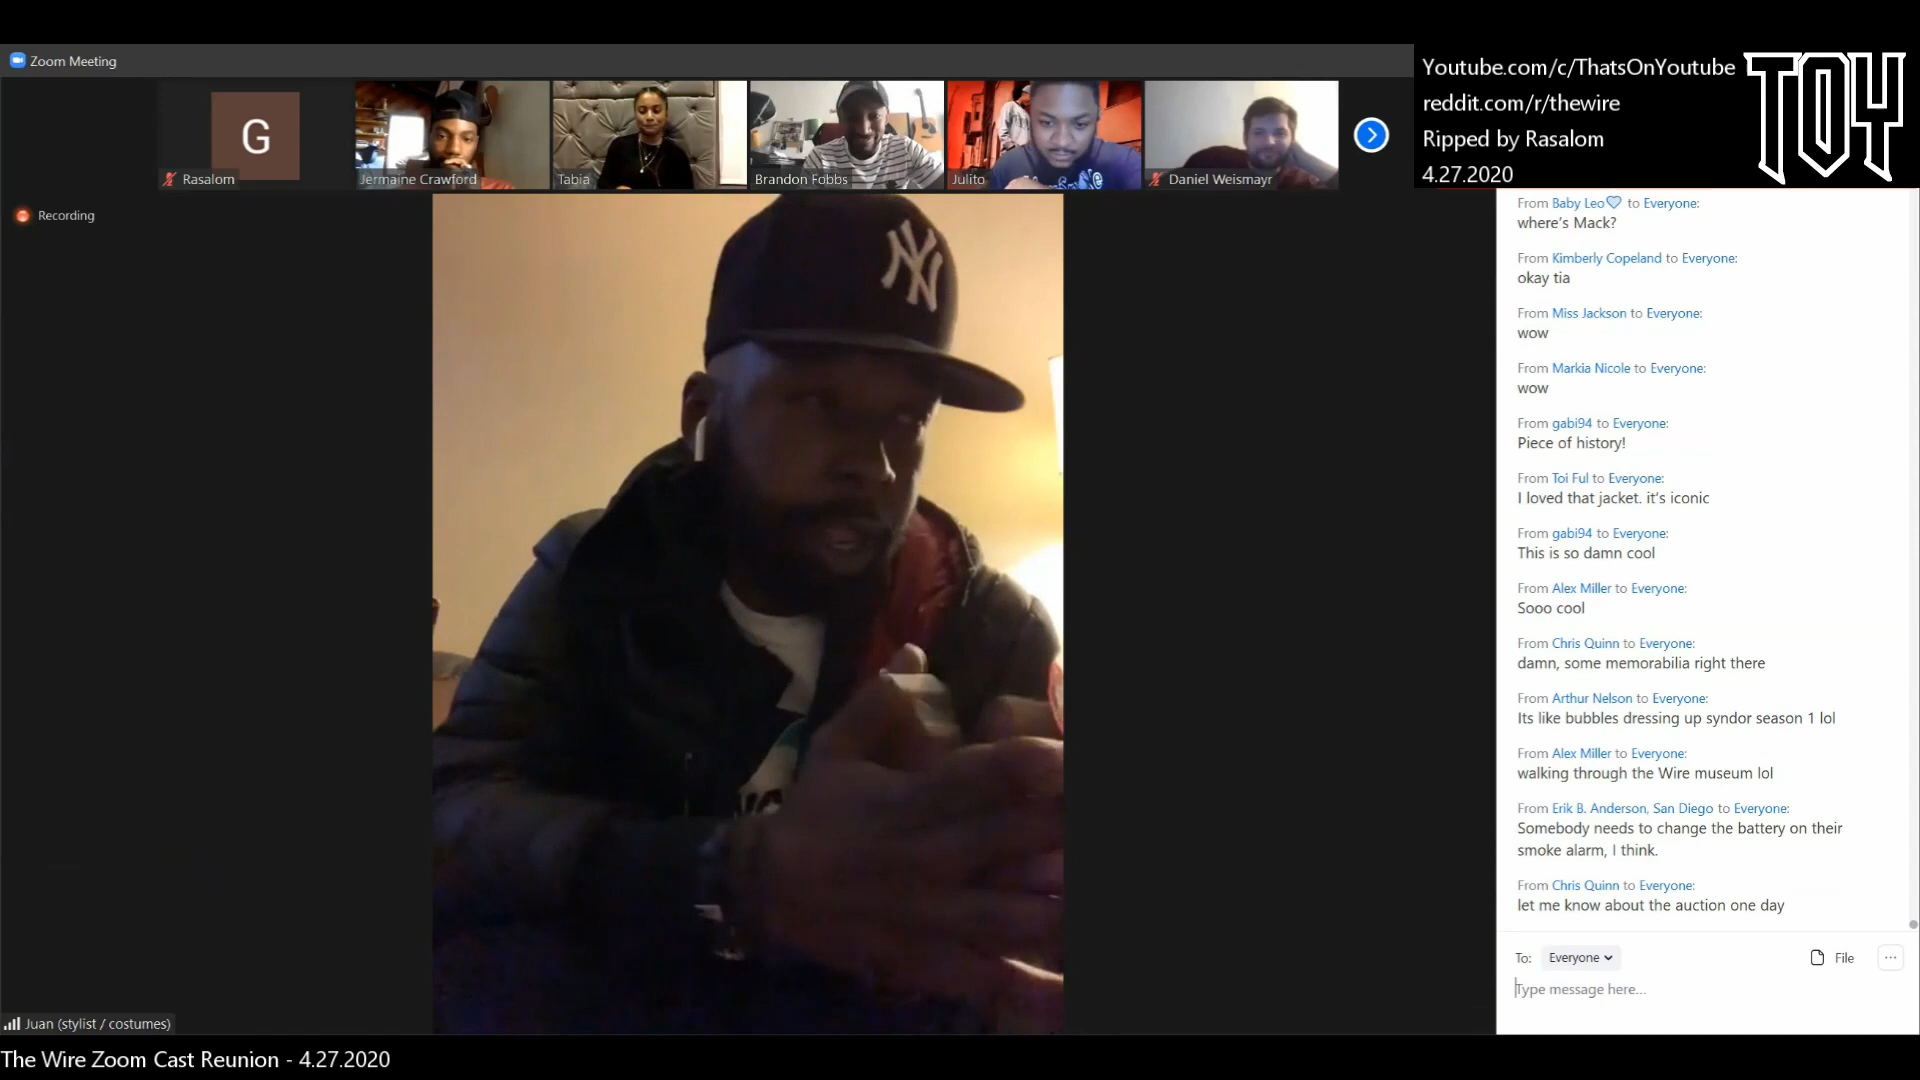 Zoom Meeting
Youtube.com/c/ThatsOnYoutube
reddit.com/r/thewire
Ripped by Rasalom
4.27.2020
TOY
G
Rasalom
Jermaine Crawford
Tabia
Brandon Fobbs
Julito
Daniel Weismayr
Recording
NY
From Baby Leo💙 to Everyone:
where's Mack?
From Kimberly Copeland to Everyone:
okay tia
From Miss Jackson to Everyone:
wow
From Markia Nicole to Everyone:
wow
From gabi94 to Everyone:
Piece of history!
From Toi Ful to Everyone:
I loved that jacket. it's iconic
From gabi94 to Everyone:
This is so damn cool
From Alex Miller to Everyone:
Sooo cool
From Chris Quinn to Everyone:
damn, some memorabilia right there
From Arthur Nelson to Everyone:
Its like bubbles dressing up syndor season 1 lol
From Alex Miller to Everyone:
walking through the Wire museum lol
From Erik B. Anderson, San Diego to Everyone:
Somebody needs to change the battery on their
smoke alarm, I think.
From Chris Quinn to Everyone:
let me know about the auction one day
To: Everyone
File
...
Type message here...
Juan (stylist / costumes)
The Wire Zoom Cast Reunion - 4.27.2020